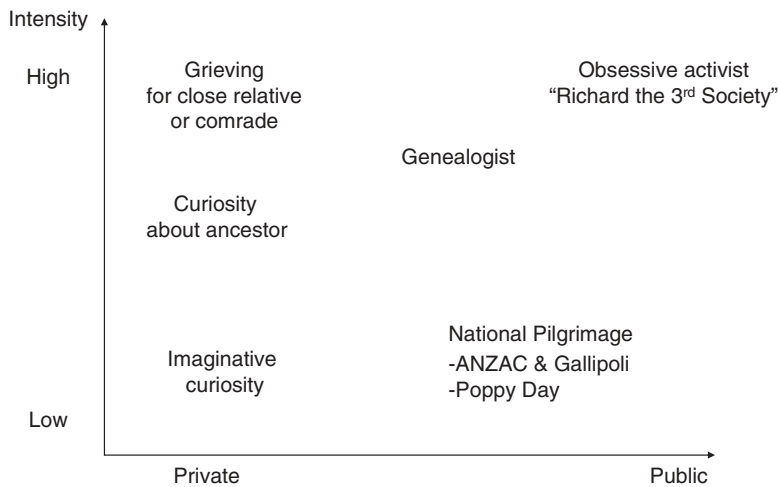 Intensity
High
Grieving
for close relative
or comrade
Obsessive activist
“Richard the 3rd Society”
Genealogist
Curiosity
about ancestor
National Pilgrimage
-ANZAC & Gallipoli
-Poppy Day
Imaginative
curiosity
Low
Private
Public